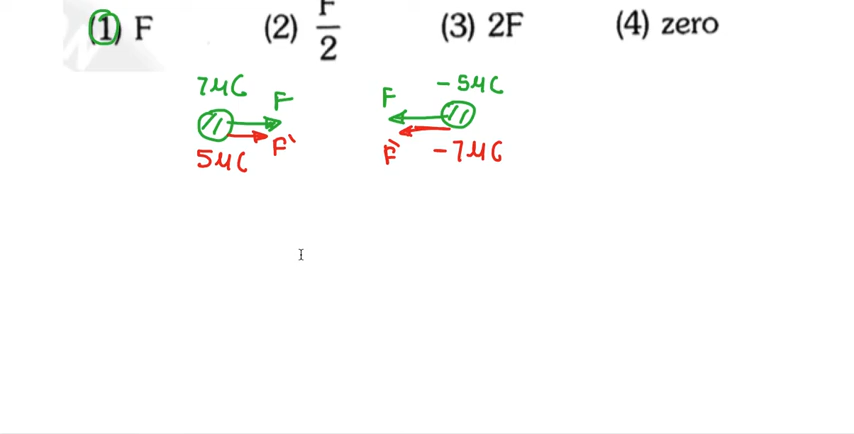 (1) F (2) F/2 (3) 2F (4) zero
7μC -5μC
F F
F' F'
5μC -7μC